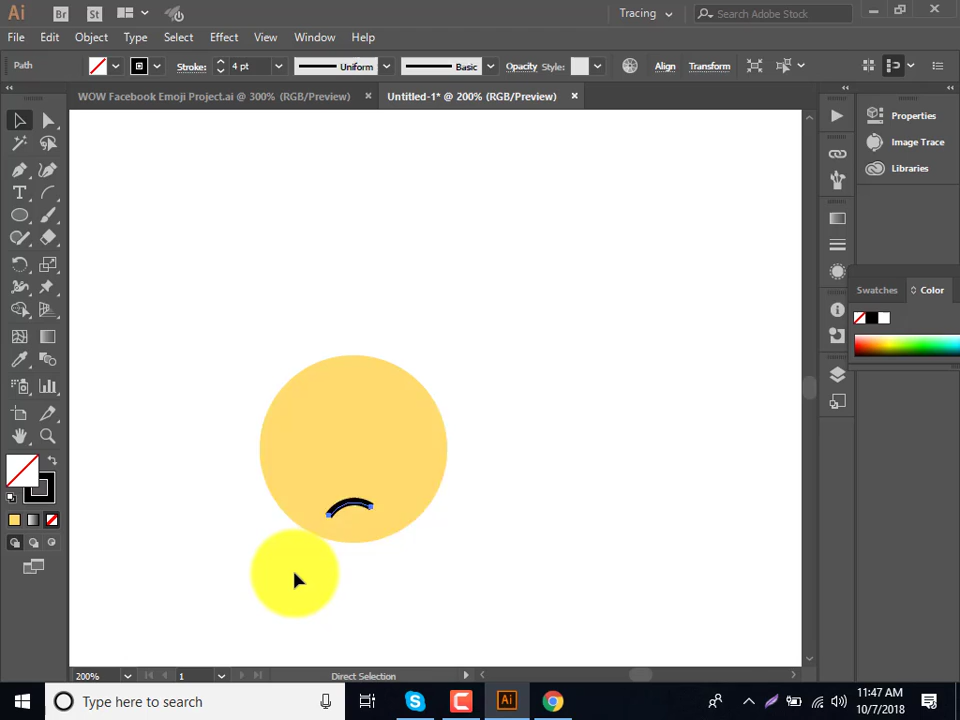 Ai
Br
St
Tracing
Search Adobe Stock
File Edit Object Type Select Effect View Window Help
Path
Stroke:
4 pt
Uniform
Basic
Opacity
Style:
Align
Transform
WOW Facebook Emoji Project.ai @ 300% (RGB/Preview)
Untitled-1* @ 200% (RGB/Preview)
Properties
Image Trace
Libraries
Swatches
Color
200%
1
Direct Selection
Type here to search
Ai
11:47 AM
10/7/2018